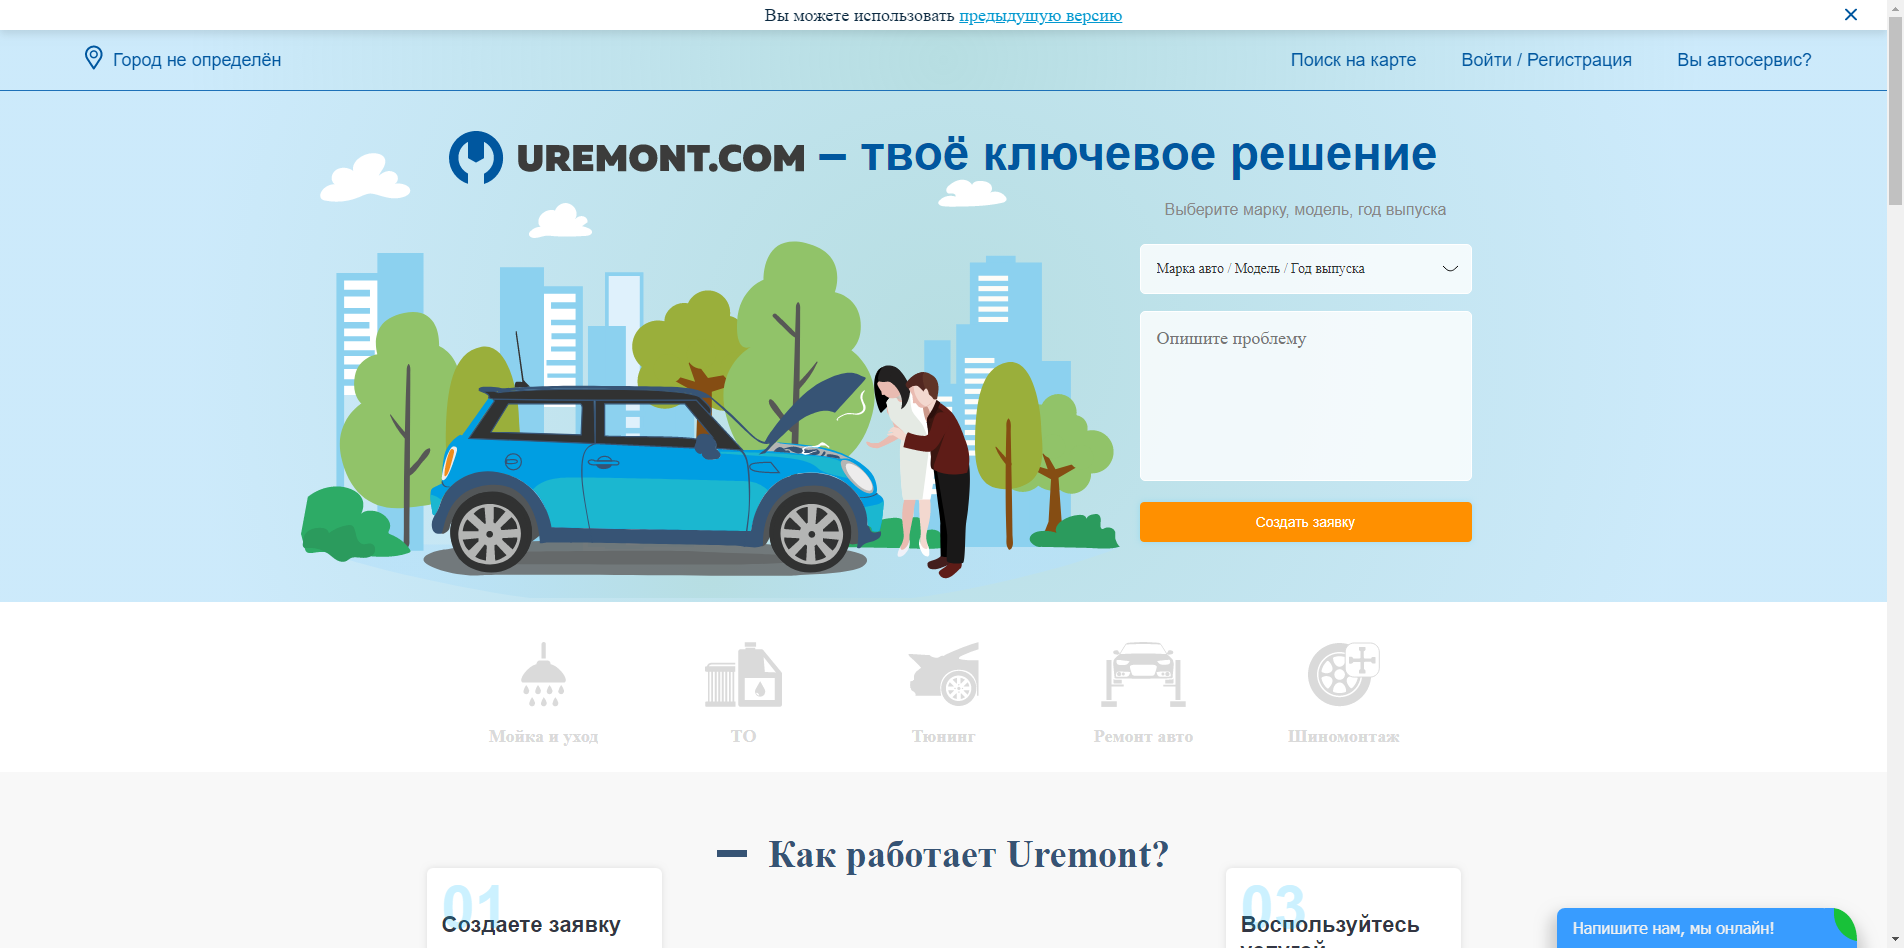 Вы можете использовать предыдущую версию
Город не определён
Поиск на карте
Войти / Регистрация
Вы автосервис?
UREMONT.COM – твоё ключевое решение
Выберите марку, модель, год выпуска
Марка авто / Модель / Год выпуска
Опишите проблему
Создать заявку
Мойка и уход
ТО
Тюнинг
Ремонт авто
Шиномонтаж
Как работает Uremont?
01
Создаете заявку
03
Воспользуйтесь
услугой
Напишите нам, мы онлайн!